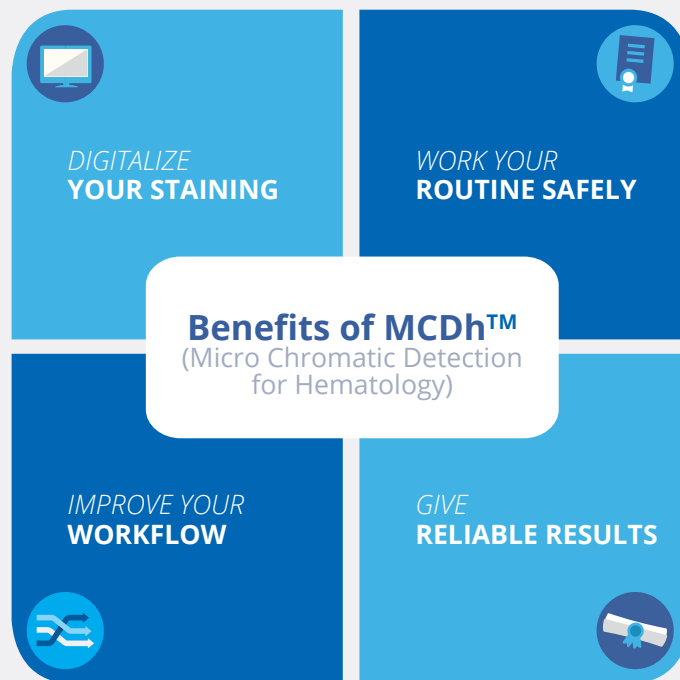 DIGITALIZE
YOUR STAINING
WORK YOUR
ROUTINE SAFELY
Benefits of MCDh™
(Micro Chromatic Detection
for Hematology)
IMPROVE YOUR
WORKFLOW
GIVE
RELIABLE RESULTS